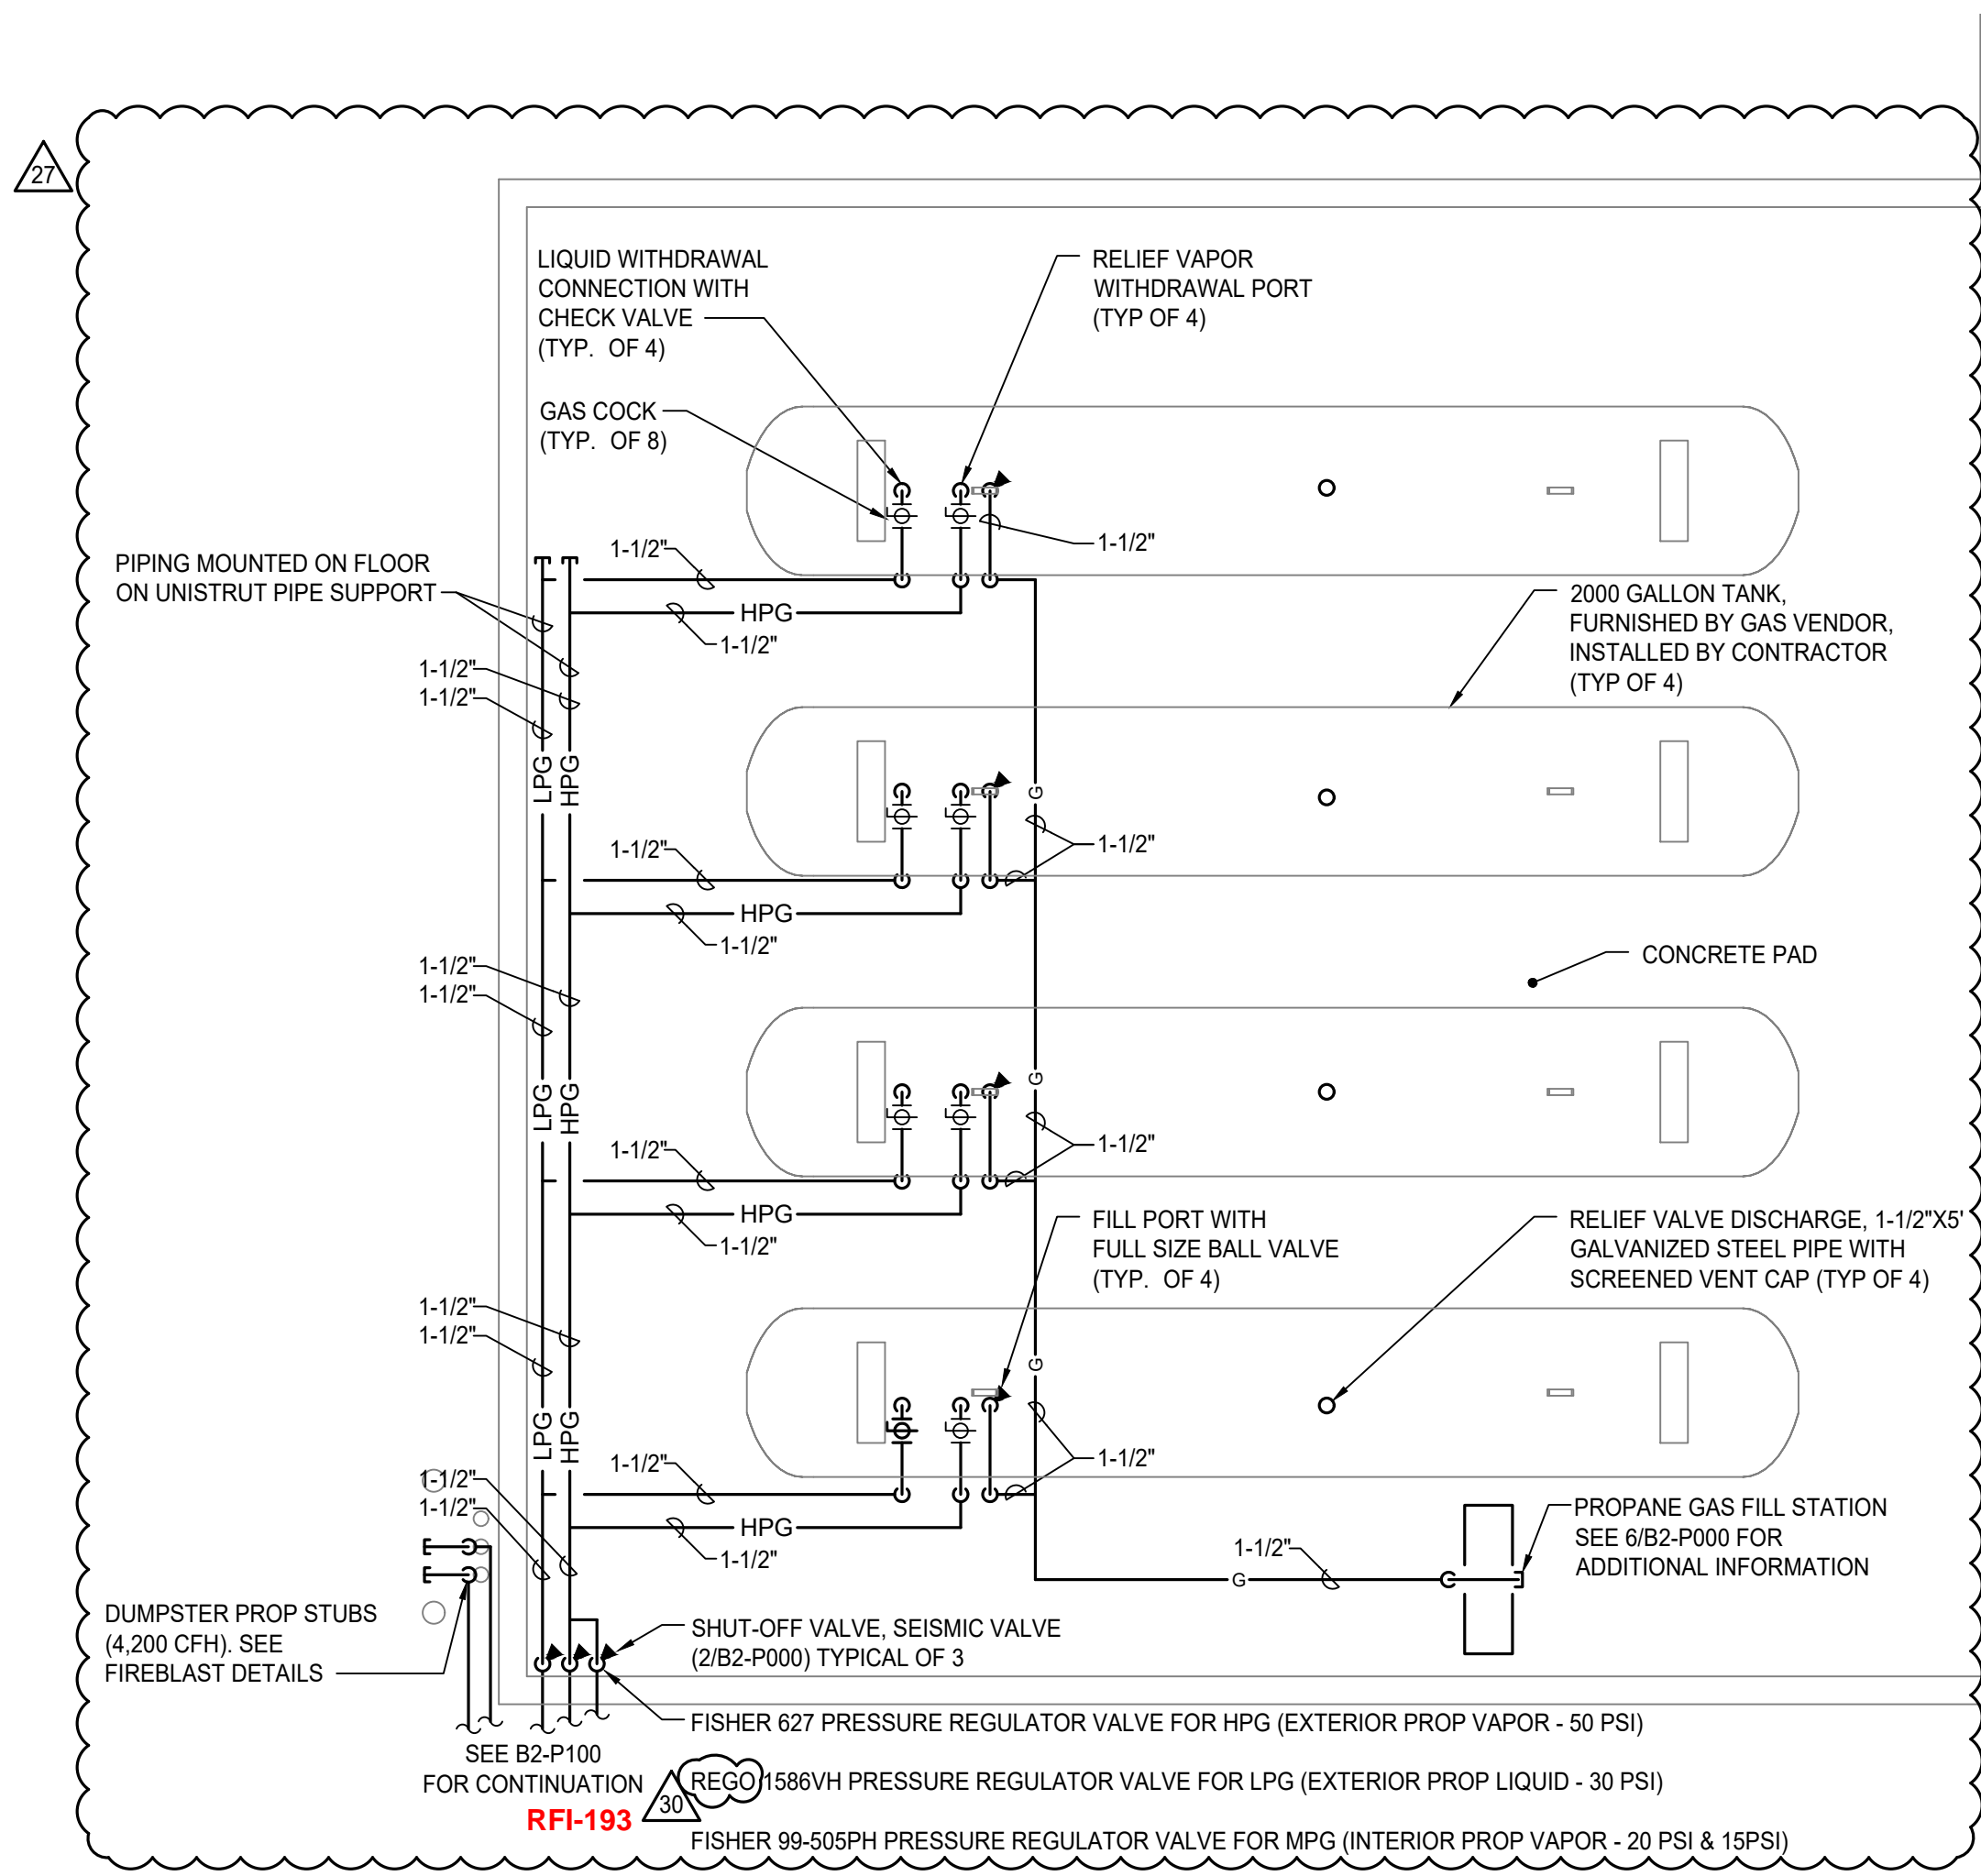 27
LIQUID WITHDRAWAL
CONNECTION WITH
CHECK VALVE
(TYP. OF 4)
RELIEF VAPOR
WITHDRAWAL PORT
(TYP OF 4)
GAS COCK
(TYP. OF 8)
1-1/2"
1-1/2"
PIPING MOUNTED ON FLOOR
ON UNISTRUT PIPE SUPPORT
HPG
1-1/2"
2000 GALLON TANK,
FURNISHED BY GAS VENDOR,
INSTALLED BY CONTRACTOR
(TYP OF 4)
1-1/2"
1-1/2"
LPG
HPG
G
1-1/2"
1-1/2"
HPG
1-1/2"
CONCRETE PAD
1-1/2"
1-1/2"
LPG
HPG
G
1-1/2"
1-1/2"
HPG
1-1/2"
FILL PORT WITH
FULL SIZE BALL VALVE
(TYP. OF 4)
RELIEF VALVE DISCHARGE, 1-1/2"X5'
GALVANIZED STEEL PIPE WITH
SCREENED VENT CAP (TYP OF 4)
1-1/2"
1-1/2"
LPG
HPG
G
1-1/2"
1-1/2"
1-1/2"
1-1/2"
HPG
1-1/2"
1-1/2"
G
PROPANE GAS FILL STATION
SEE 6/B2-P000 FOR
ADDITIONAL INFORMATION
DUMPSTER PROP STUBS
(4,200 CFH). SEE
FIREBLAST DETAILS
SHUT-OFF VALVE, SEISMIC VALVE
(2/B2-P000) TYPICAL OF 3
FISHER 627 PRESSURE REGULATOR VALVE FOR HPG (EXTERIOR PROP VAPOR - 50 PSI)
SEE B2-P100
FOR CONTINUATION
RFI-193
30
REGO 1586VH PRESSURE REGULATOR VALVE FOR LPG (EXTERIOR PROP LIQUID - 30 PSI)
FISHER 99-505PH PRESSURE REGULATOR VALVE FOR MPG (INTERIOR PROP VAPOR - 20 PSI & 15PSI)